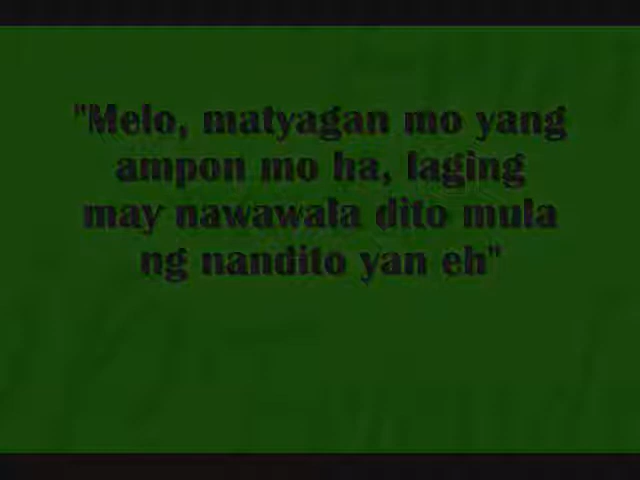 "Melo, matyagan mo yang
ampon mo ha, laging
may nawawala dito mula
ng nandito yan eh"